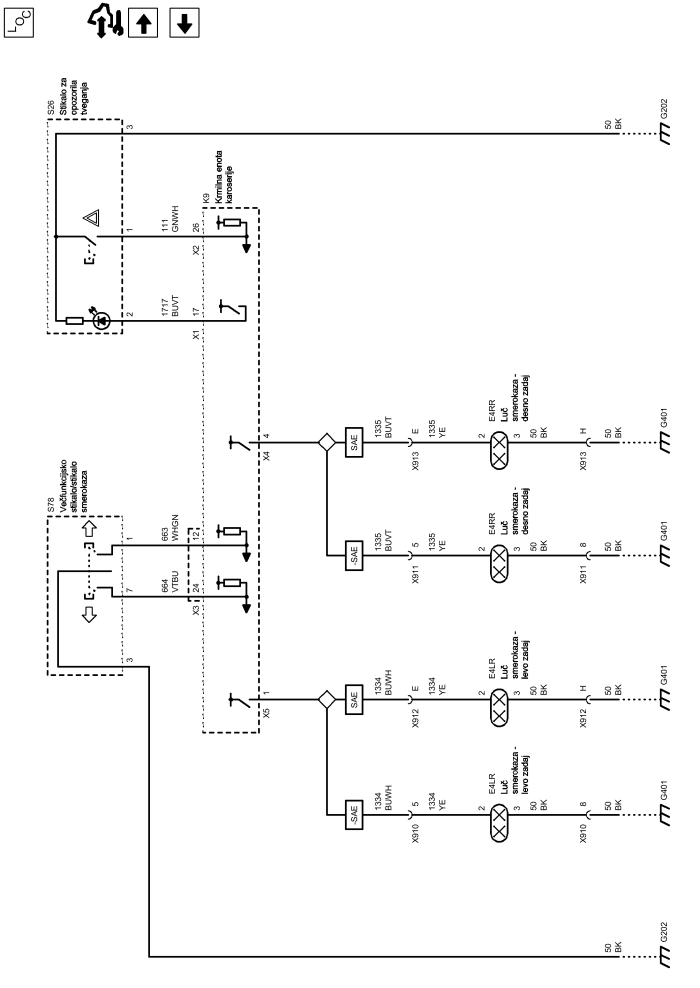 LOC
S78
Večfunkcijsko
stikalo/stikalo
smerokaza
S26
Stikalo za
opozorila
tveganja
3
7
1
2
1
3
664
VTBU
663
WHGN
1717
BUVT
111
GNWH
X3
24
12
X1
17
X2
26
K9
Krmilna enota
karoserije
X5
1
X4
4
-SAE
SAE
-SAE
SAE
1334
BUWH
1334
BUWH
1335
BUVT
1335
BUVT
X910
5
X912
E
X911
5
X913
E
1334
YE
1334
YE
1335
YE
1335
YE
2
2
2
2
E4LR
Luč
smerokaza -
levo zadaj
E4LR
Luč
smerokaza -
levo zadaj
E4RR
Luč
smerokaza -
desno zadaj
E4RR
Luč
smerokaza -
desno zadaj
3
3
3
3
50
BK
50
BK
50
BK
50
BK
X910
8
X912
H
X911
8
X913
H
50
BK
50
BK
50
BK
50
BK
50
BK
50
BK
G202
G401
G401
G401
G401
G202